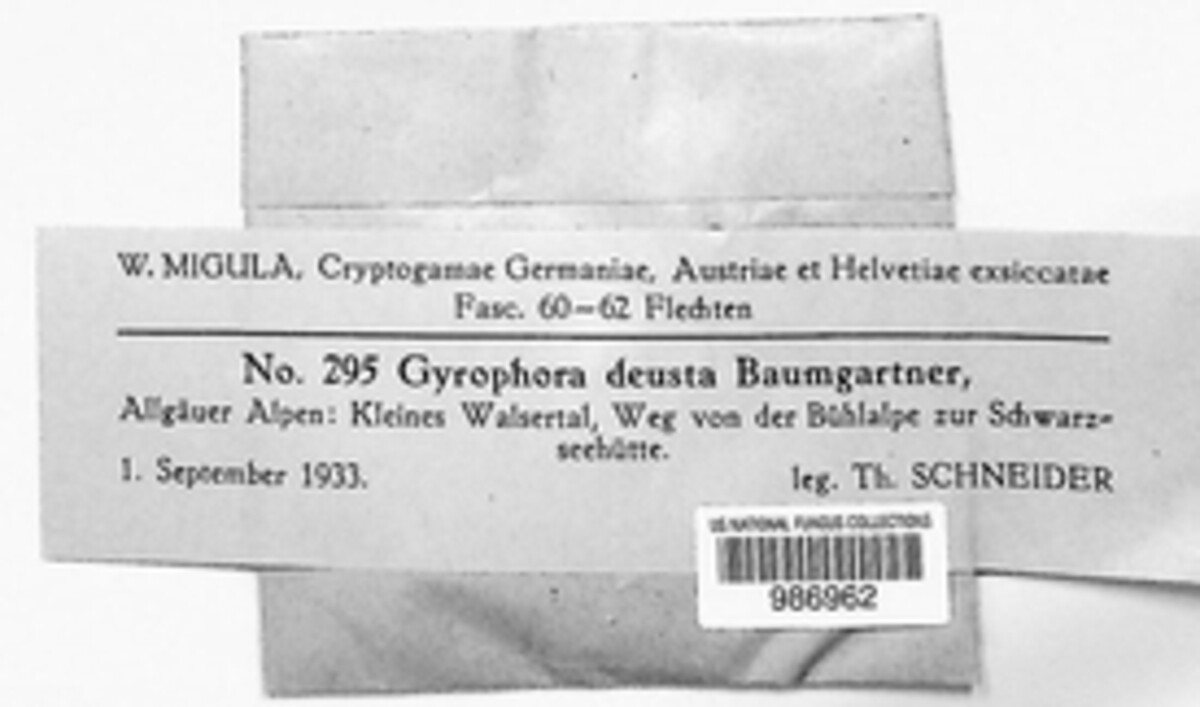 W. MIGULA, Cryptogamae Germaniae, Austriae et Helvetiae exsiccatae
Fasc. 60–62 Flechten
No. 295 Gyrophora deusta Baumgartner,
Allgäuer Alpen: Kleines Walsertal, Weg von der Bühlalpe zur Schwarz-
seehütte.
1. September 1933.
leg. Th. SCHNEIDER
US NATIONAL FUNGUS COLLECTIONS
986962